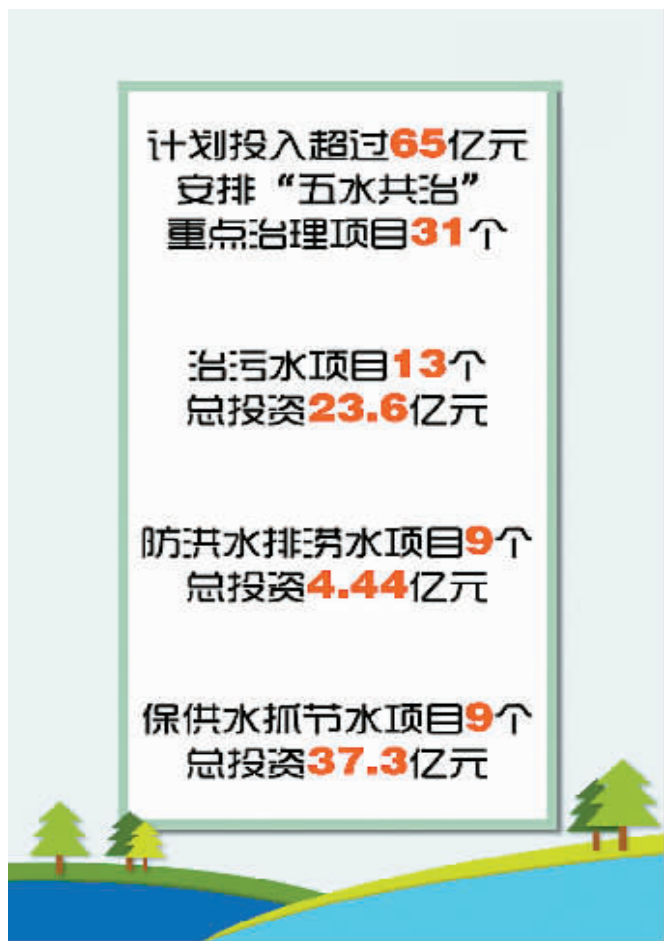 计划投入超过65亿元
安排“五水共治”
重点治理项目31个
治污水项目13个
总投资23.6亿元
防洪水排涝水项目9个
总投资4.44亿元
保供水抓节水项目9个
总投资37.3亿元